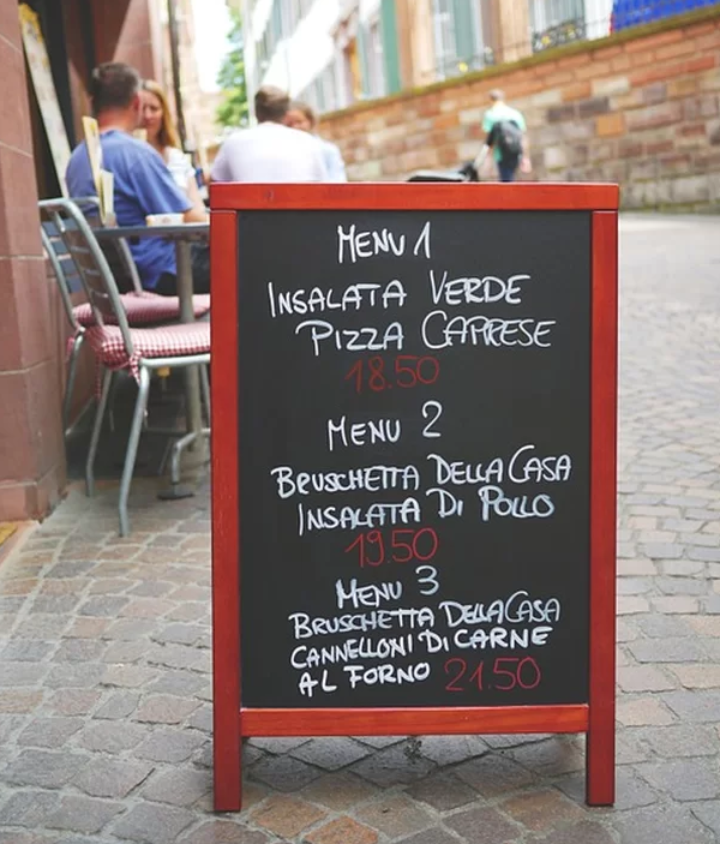 MENU 1
INSALATA VERDE
PIZZA CAPRESE
18.50
MENU 2
BRUSCHETTA DELLA CASA
INSALATA DI POLLO
19.50
MENU 3
BRUSCHETTA DELLA CASA
CANNELLONI DI CARNE
AL FORNO 21.50